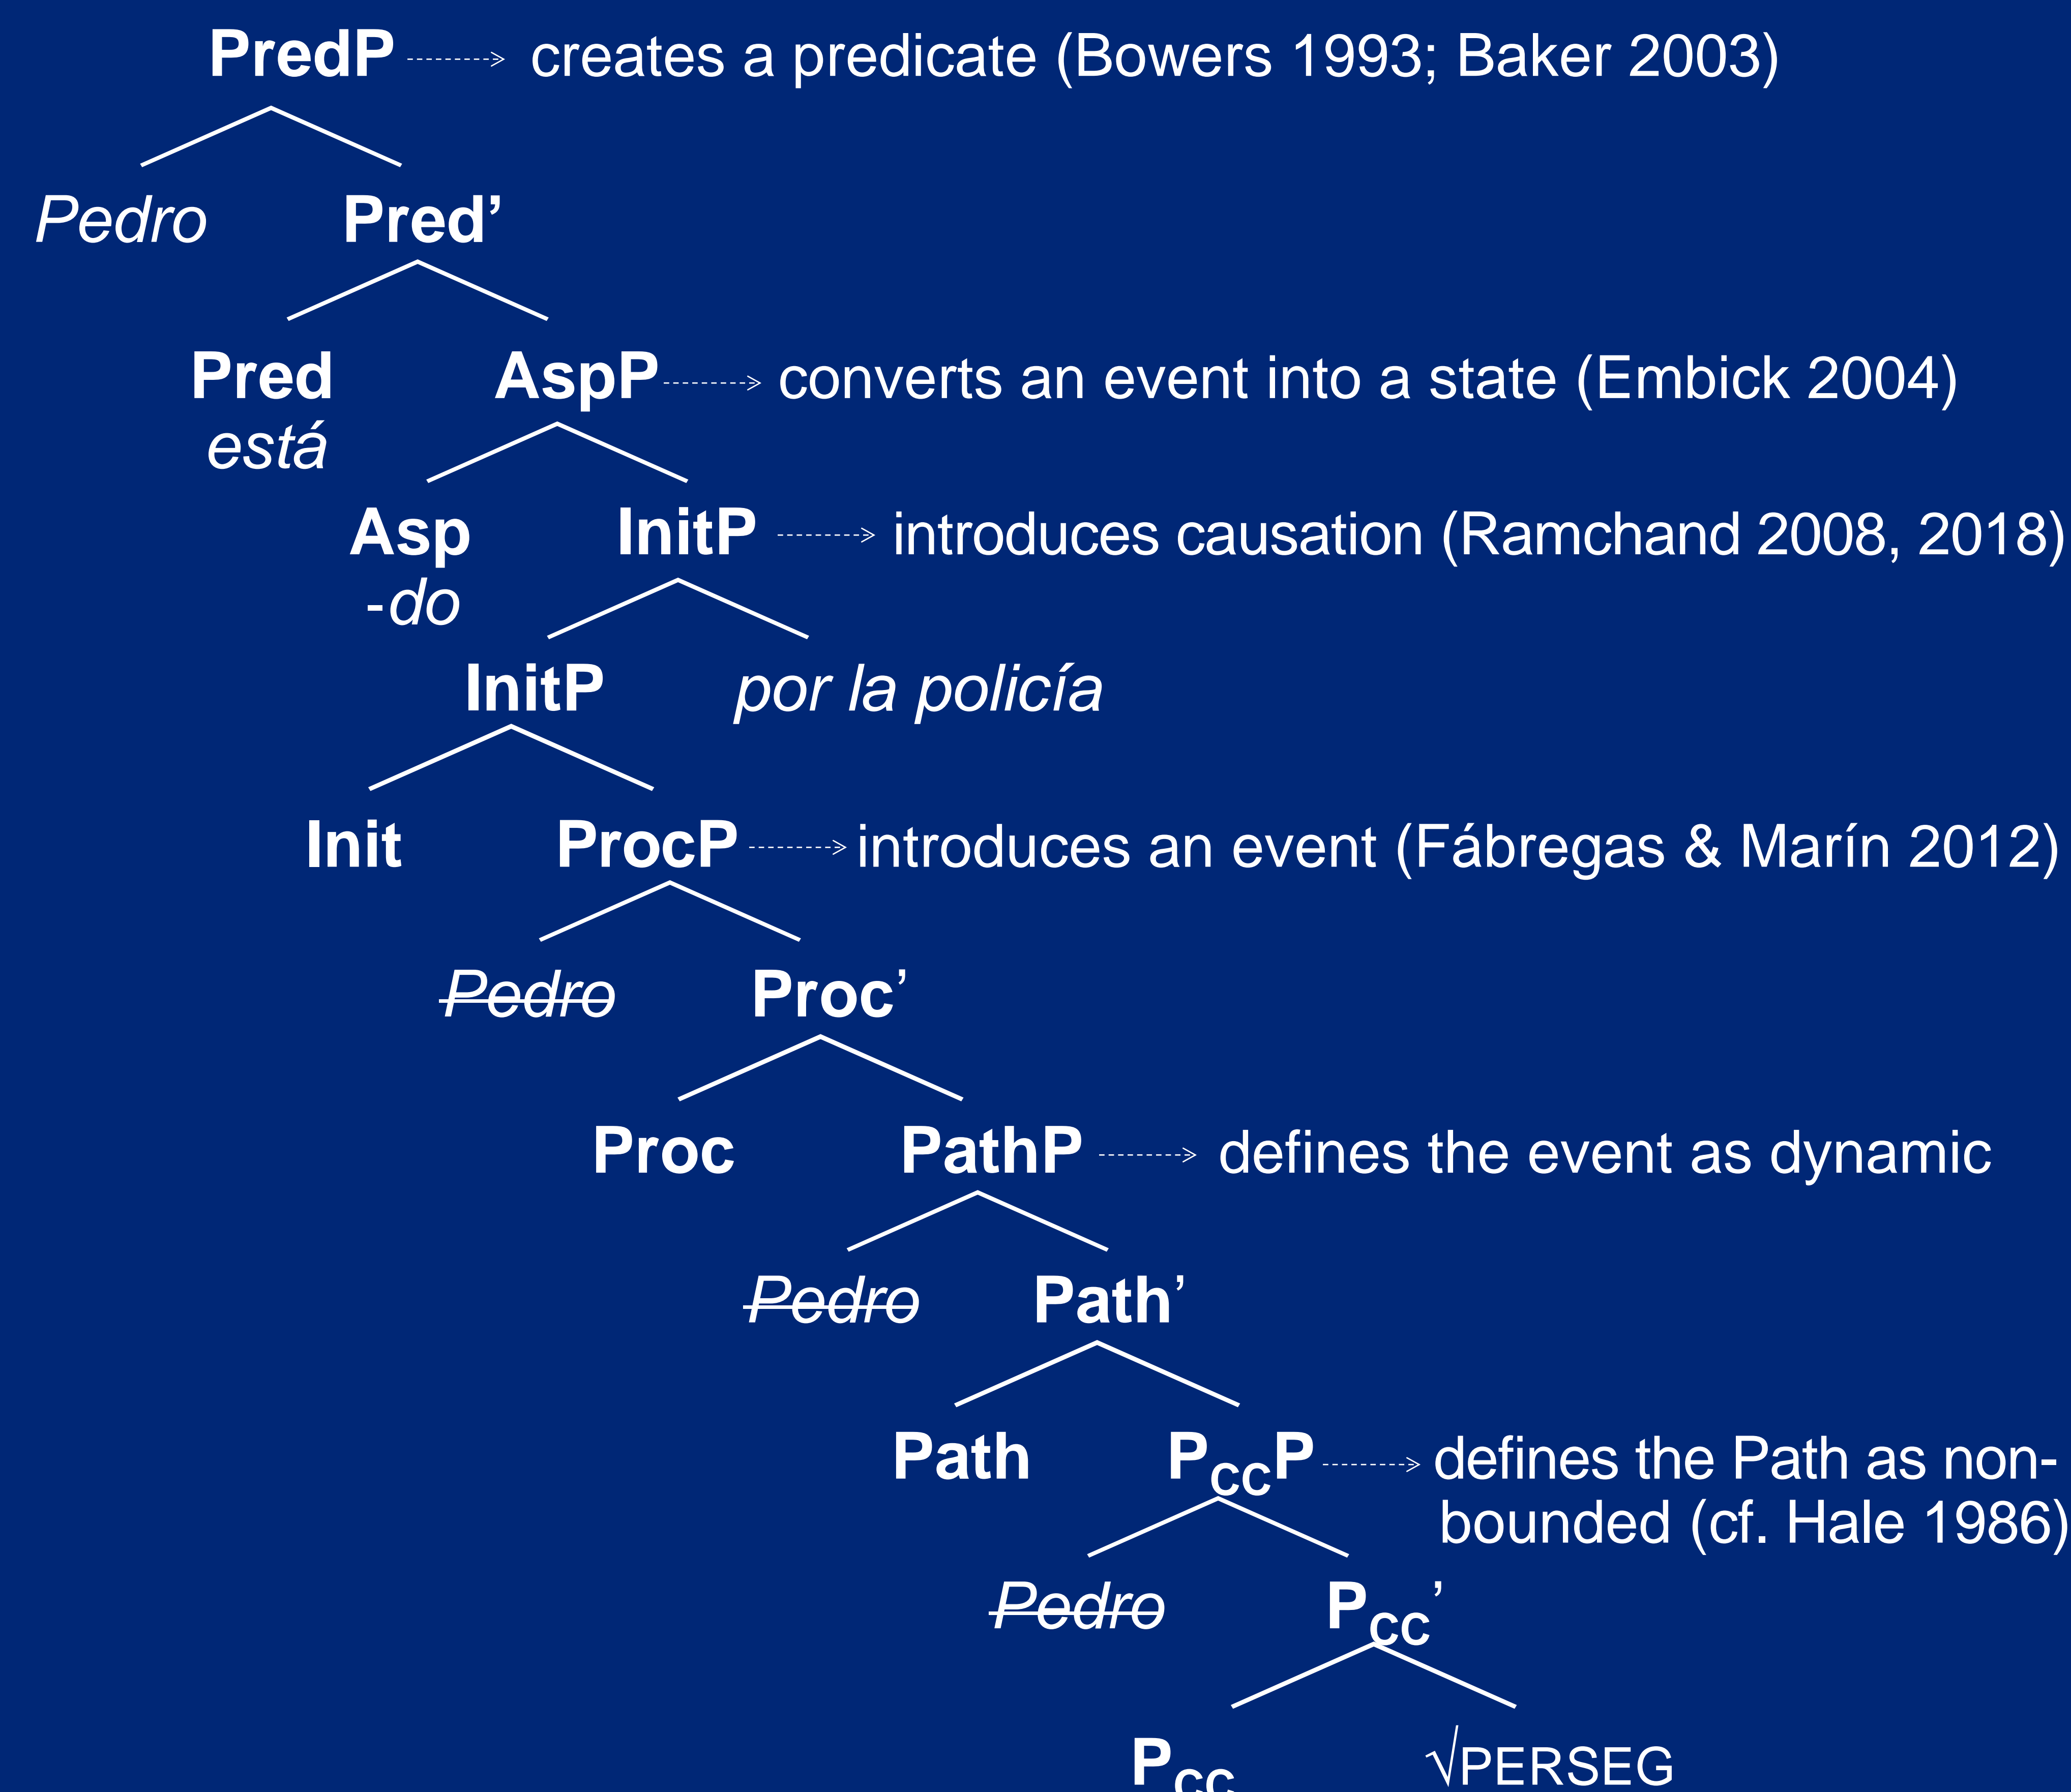 PredP creates a predicate (Bowers 1993; Baker 2003)
Pedro Pred’
Pred AspP converts an event into a state (Embick 2004)
está
Asp InitP introduces causation (Ramchand 2008, 2018)
-do
InitP por la policía
Init ProcP introduces an event (Fábregas & Marín 2012)
Pedro Proc’
Proc PathP defines the event as dynamic
Pedro Path’
Path PCCP defines the Path as non-
bounded (cf. Hale 1986)
Pedro PCC’
PCC √PERSEG